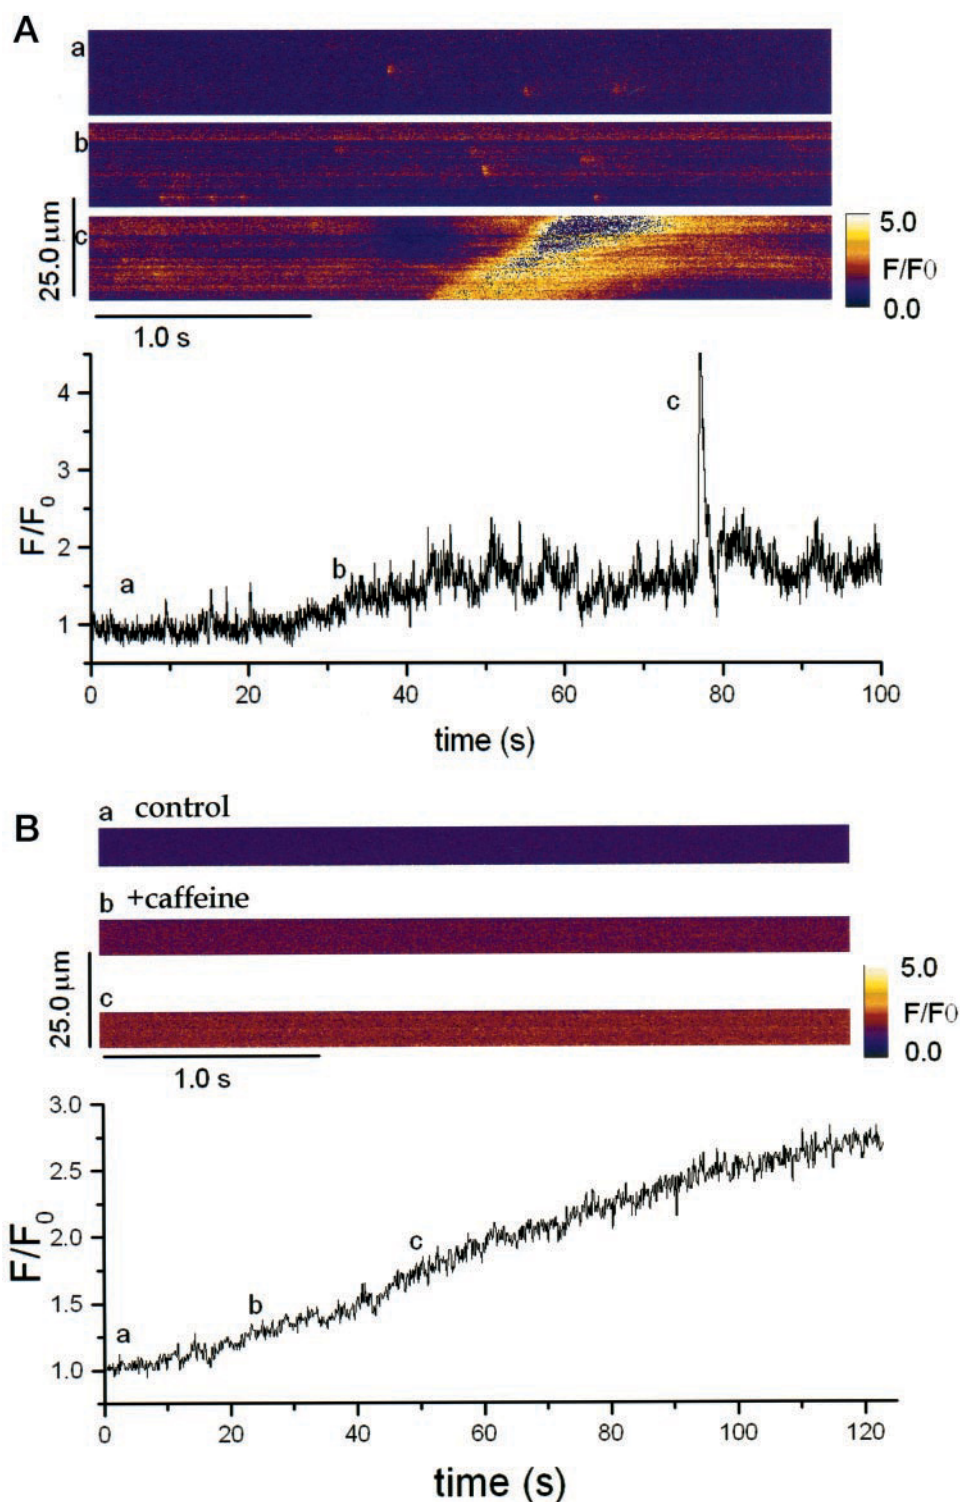 A
a
b
c
25.0 μm
5.0
F/F0
0.0
1.0 s
4
3
2
1
F/F0
a
b
c
0 20 40 60 80 100
time (s)
B
a control
b +caffeine
c
25.0 μm
5.0
F/F0
0.0
1.0 s
3.0
2.5
2.0
1.5
1.0
F/F0
a
b
c
0 20 40 60 80 100 120
time (s)